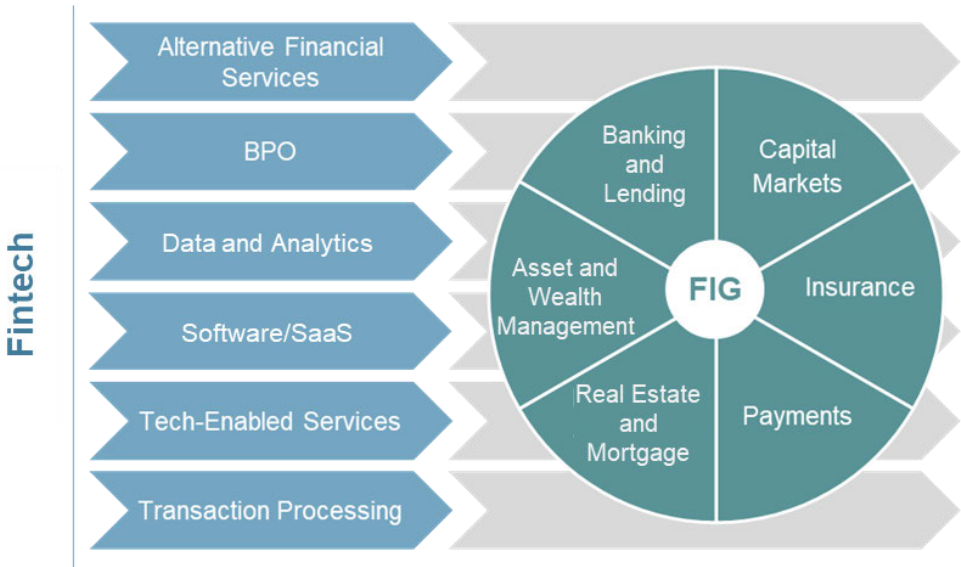 Fintech
Alternative Financial
Services
BPO
Data and Analytics
Software/SaaS
Tech-Enabled Services
Transaction Processing
Banking
and
Lending
Capital
Markets
Asset and
Wealth
Management
FIG
Insurance
Real Estate
and
Mortgage
Payments